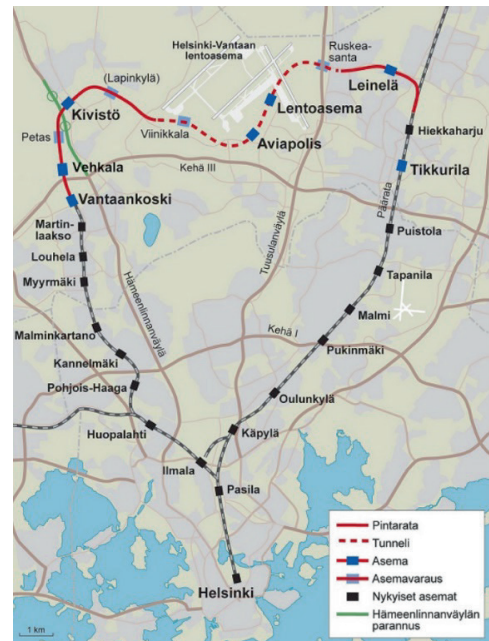 Helsinki-Vantaan
lentoasema
Ruskea-
santa
(Lapinkylä)
Leinelä
Kivistö
Lentoasema
Viinikkala
Hiekkaharju
Petas
Aviapolis
Vehkala
Kehä III
Tikkurila
Vantaankoski
Päärata
Martin-
laakso
Tuusulanväylä
Puistola
Louhela
Hämeenlinnanväylä
Tapanila
Myyrmäki
Malmi
Malminkartano
Kehä I
Pukinmäki
Kannelmäki
Pohjois-Haaga
Oulunkylä
Huopalahti
Käpylä
Ilmala
Pasila
Helsinki
Pintarata
Tunneli
Asema
Asemavaraus
Nykyiset asemat
Hämeenlinnanväylän
parannus
1 km